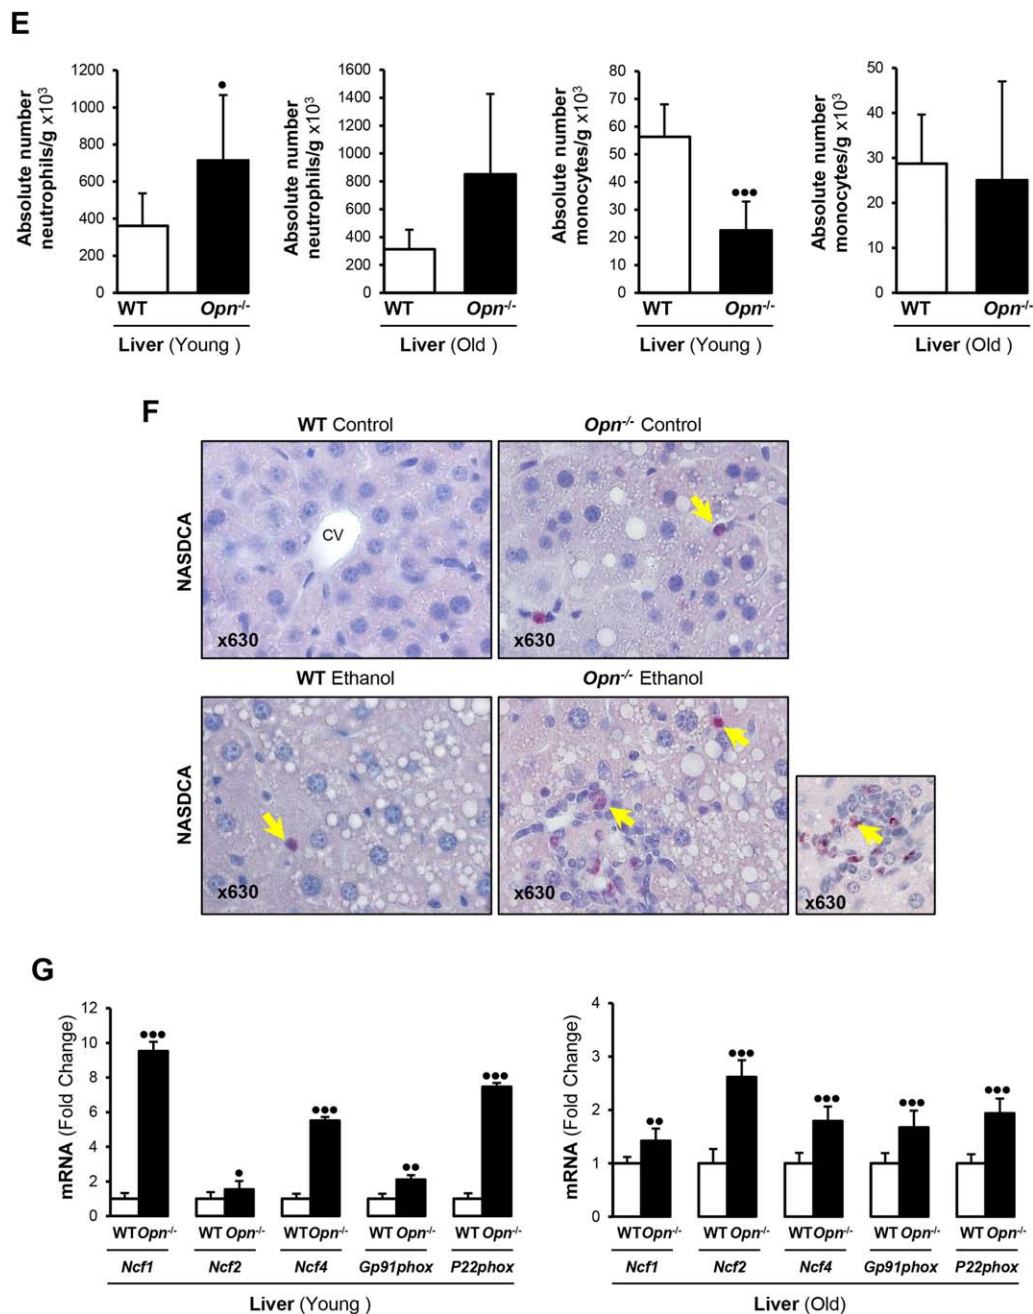 E
Absolute number
neutrophils/g x10³
1200
1000
800
600
400
200
0
•
WT Opn-/-
Liver (Young )
Absolute number
neutrophils/g x10³
1600
1400
1200
1000
800
600
400
200
0
WT Opn-/-
Liver (Old )
Absolute number
monocytes/g x10³
80
70
60
50
40
30
20
10
0
•••
WT Opn-/-
Liver (Young )
Absolute number
monocytes/g x10³
50
40
30
20
10
0
WT Opn-/-
Liver (Old )
F
WT Control
Opn-/- Control
NASDCA
CV
x630
x630
WT Ethanol
Opn-/- Ethanol
NASDCA
x630
x630
x630
G
mRNA (Fold Change)
12
10
8
6
4
2
0
•••
•
•••
••
•••
WT Opn-/- WT Opn-/- WT Opn-/- WT Opn-/- WT Opn-/-
Ncf1 Ncf2 Ncf4 Gp91phox P22phox
Liver (Young )
mRNA (Fold Change)
4
3
2
1
0
••
•••
•••
•••
•••
WT Opn-/- WT Opn-/- WT Opn-/- WT Opn-/- WT Opn-/-
Ncf1 Ncf2 Ncf4 Gp91phox P22phox
Liver (Old )